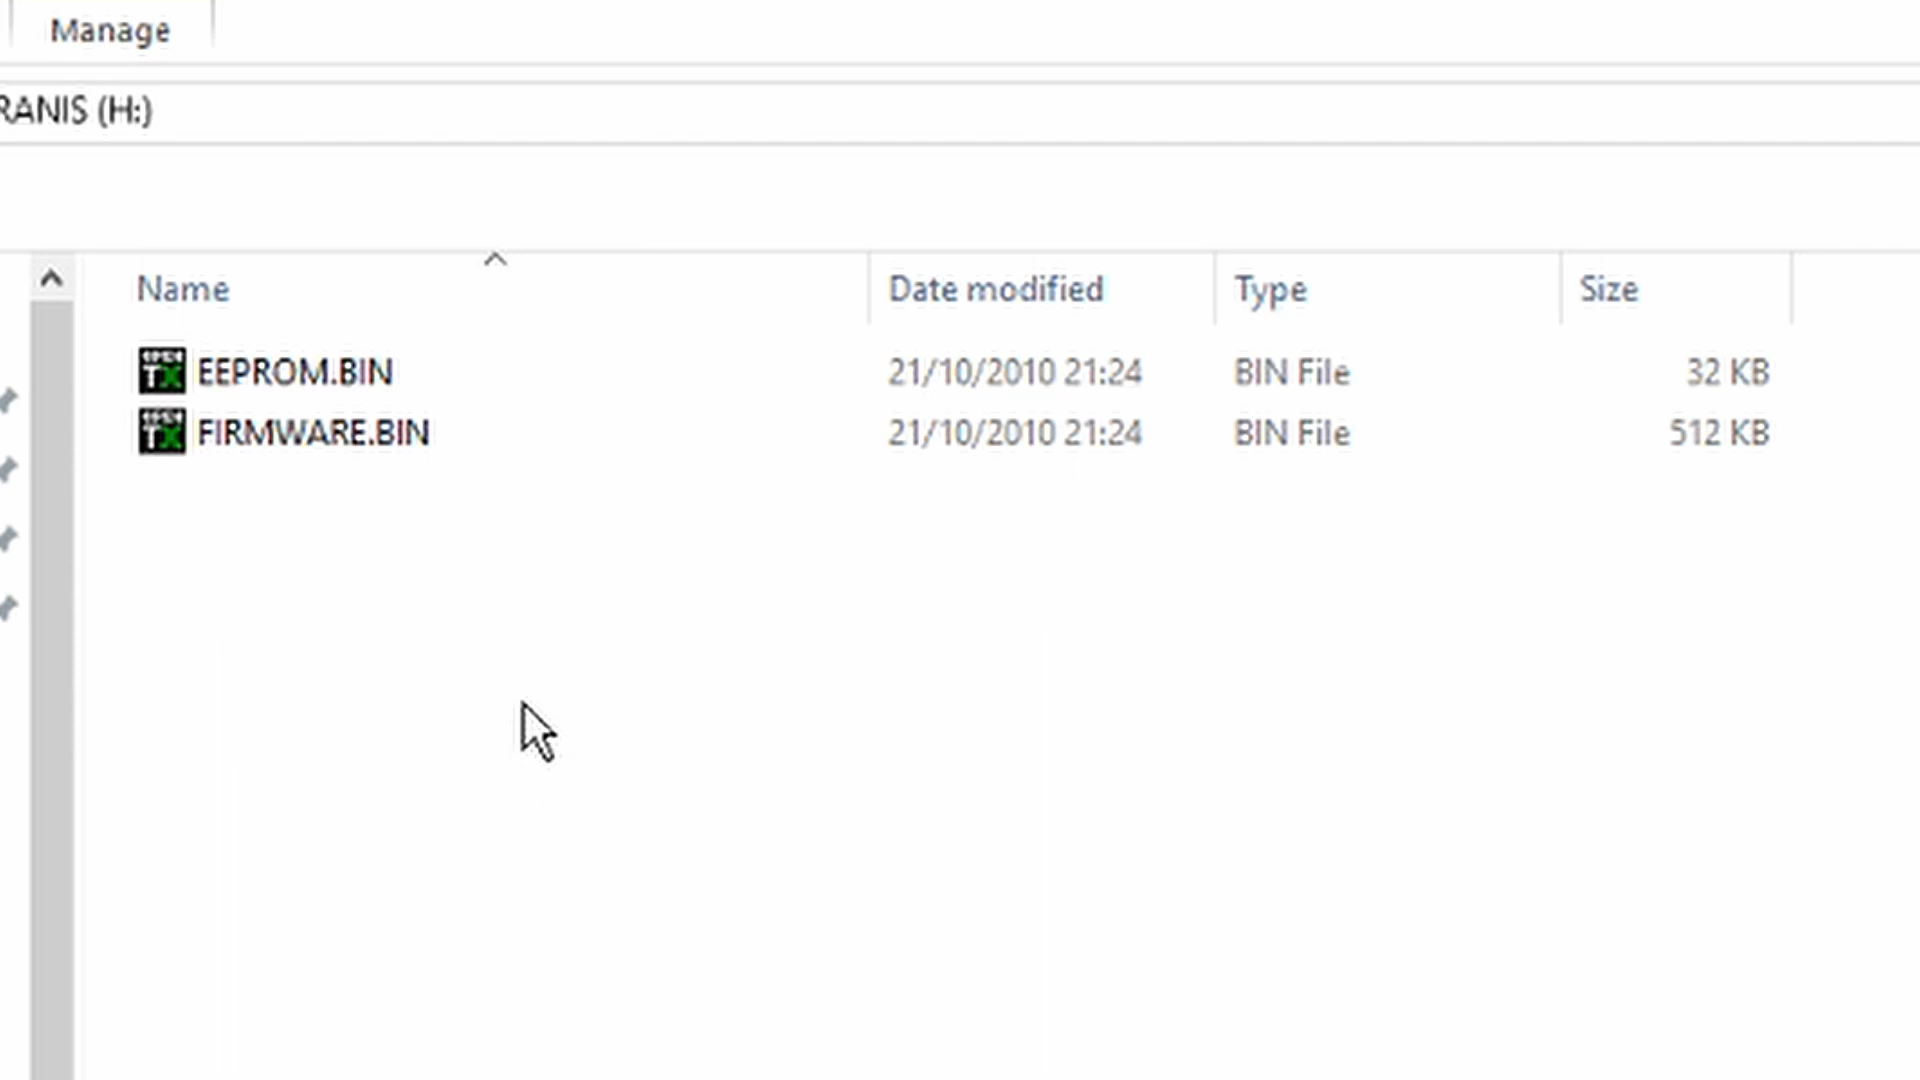 Manage
RANIS (H:)
Name Date modified Type Size
EEPROM.BIN 21/10/2010 21:24 BIN File 32 KB
FIRMWARE.BIN 21/10/2010 21:24 BIN File 512 KB